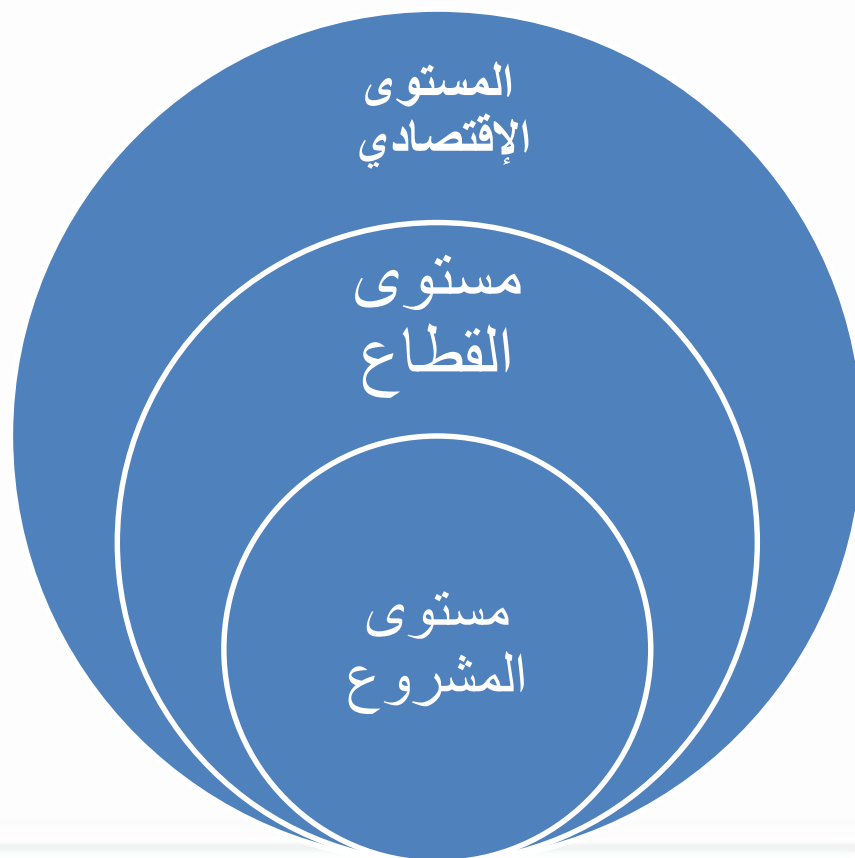 المستوى
الإقتصادي
مستوى
القطاع
مستوى
المشروع